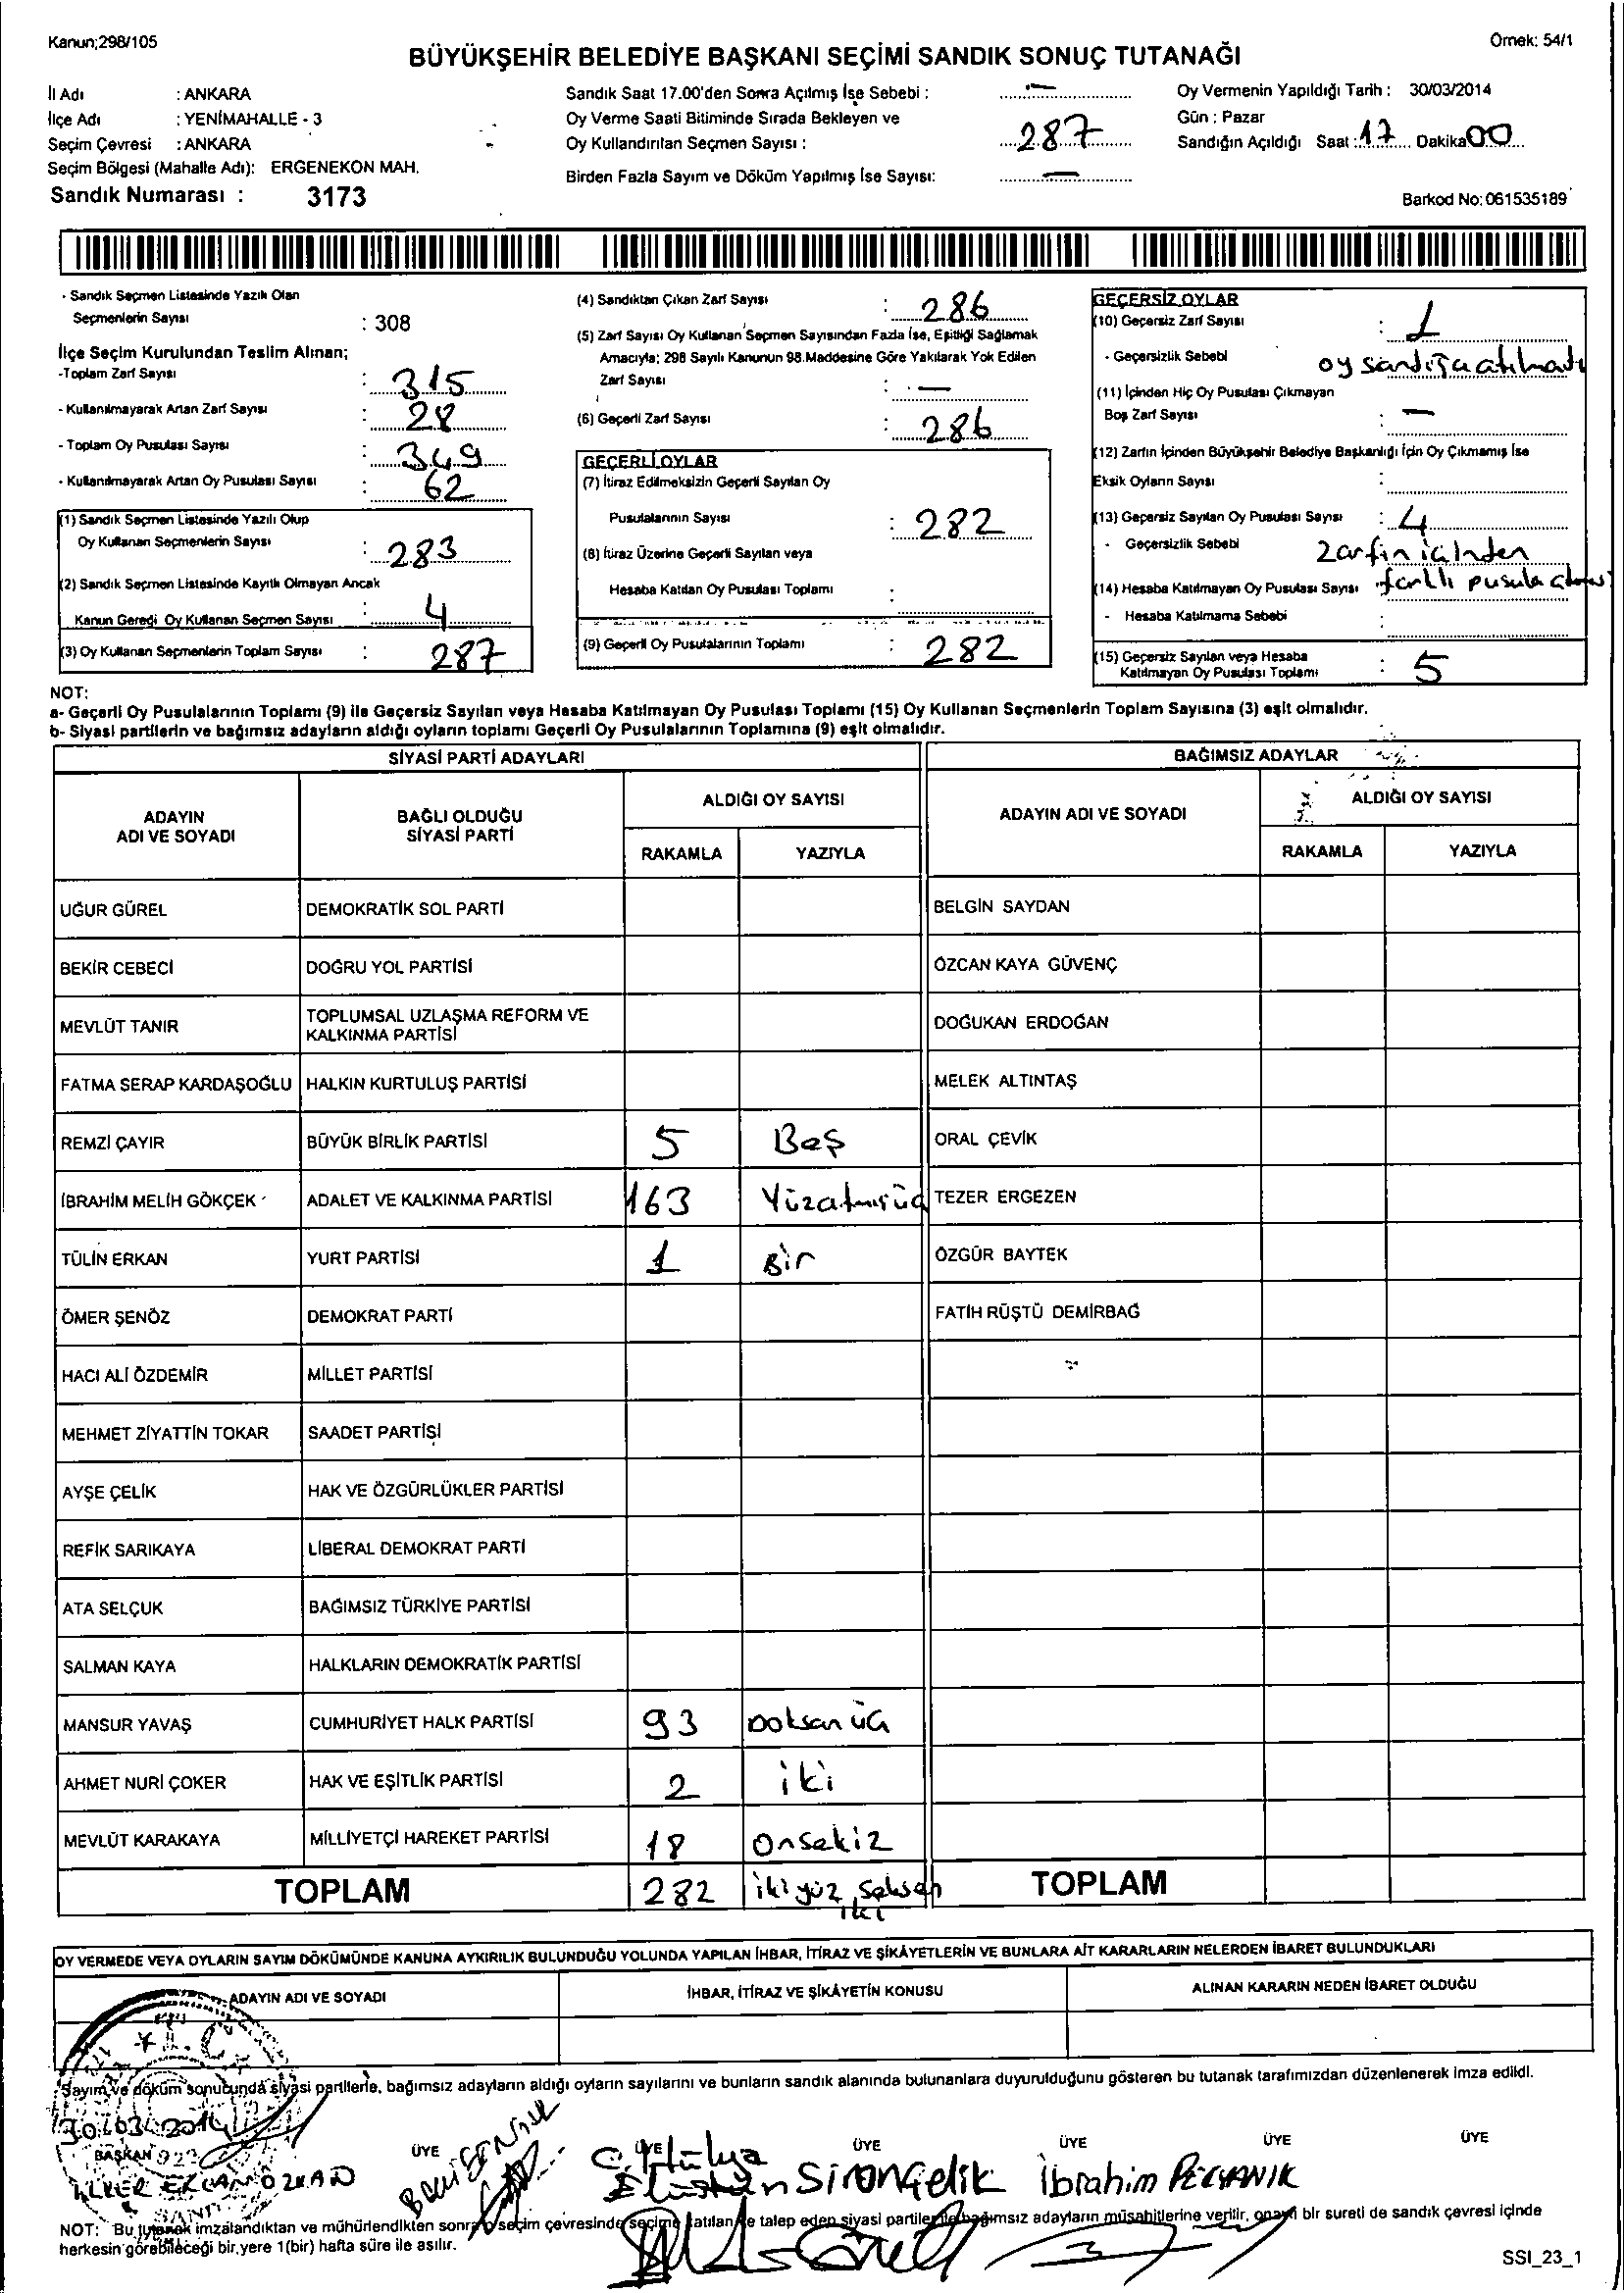 Kanun;298/105
Örnek: 54/1
BÜYÜKŞEHİR BELEDİYE BAŞKANI SEÇİMİ SANDIK SONUÇ TUTANAĞI
İl Adı : ANKARA
İlçe Adı : YENİMAHALLE - 3
Seçim Çevresi : ANKARA
Seçim Bölgesi (Mahalle Adı): ERGENEKON MAH.
Sandık Numarası : 3173
Sandık Saat 17.00'den Sonra Açılmış İse Sebebi : —
Oy Verme Saati Bitiminde Sırada Bekleyen ve
Oy Kullandırılan Seçmen Sayısı : 287
Birden Fazla Sayım ve Döküm Yapılmış İse Sayısı: —
Oy Vermenin Yapıldığı Tarih : 30/03/2014
Gün : Pazar
Sandığın Açıldığı Saat : 17 Dakika 00
Barkod No: 061535189
- Sandık Seçmen Listesinde Yazılı Olan
Seçmenlerin Sayısı : 308
İlçe Seçim Kurulundan Teslim Alınan;
-Toplam Zarf Sayısı : 315
- Kullanılmayarak Artan Zarf Sayısı : 28
- Toplam Oy Pusulası Sayısı : 349
- Kullanılmayarak Artan Oy Pusulası Sayısı : 62
(1) Sandık Seçmen Listesinde Yazılı Olup
Oy Kullanan Seçmenlerin Sayısı : 283
(2) Sandık Seçmen Listesinde Kayıtlı Olmayan Ancak
Kanun Gereği Oy Kullanan Seçmen Sayısı : 4
(3) Oy Kullanan Seçmenlerin Toplam Sayısı : 287
(4) Sandıktan Çıkan Zarf Sayısı : 286
(5) Zarf Sayısı Oy Kullanan Seçmen Sayısından Fazla İse, Eşitliği Sağlamak
Amacıyla; 298 Sayılı Kanunun 98.Maddesine Göre Yakılarak Yok Edilen
Zarf Sayısı : —
(6) Geçerli Zarf Sayısı : 286
GEÇERLİ OYLAR
(7) İtiraz Edilmeksizin Geçerli Sayılan Oy
Pusulalarının Sayısı : 282
(8) İtiraz Üzerine Geçerli Sayılan veya
Hesaba Katılan Oy Pusulası Toplamı :
(9) Geçerli Oy Pusulalarının Toplamı : 282
GEÇERSİZ OYLAR
(10) Geçersiz Zarf Sayısı : 1
- Geçersizlik Sebebi oy sandığa atılmadı
(11) İçinden Hiç Oy Pusulası Çıkmayan
Boş Zarf Sayısı : —
(12) Zarfın İçinden Büyükşehir Belediye Başkanlığı İçin Oy Çıkmamış İse
Eksik Oyların Sayısı :
(13) Geçersiz Sayılan Oy Pusulası Sayısı : 4
- Geçersizlik Sebebi zarfın içinden
(14) Hesaba Katılmayan Oy Pusulası Sayısı farklı pusula
- Hesaba Katılmama Sebebi :
(15) Geçersiz Sayılan veya Hesaba
Katılmayan Oy Pusulası Toplamı : 5
NOT:
a- Geçerli Oy Pusulalarının Toplamı (9) ile Geçersiz Sayılan veya Hesaba Katılmayan Oy Pusulası Toplamı (15) Oy Kullanan Seçmenlerin Toplam Sayısına (3) eşit olmalıdır.
b- Siyasi partilerin ve bağımsız adayların aldığı oyların toplamı Geçerli Oy Pusulalarının Toplamına (9) eşit olmalıdır.
SİYASİ PARTİ ADAYLARI BAĞIMSIZ ADAYLAR
ADAYIN
ADI VE SOYADI
BAĞLI OLDUĞU
SİYASİ PARTİ
ALDIĞI OY SAYISI
RAKAMLA YAZIYLA
ADAYIN ADI VE SOYADI
ALDIĞI OY SAYISI
RAKAMLA YAZIYLA
UĞUR GÜREL DEMOKRATİK SOL PARTİ BELGİN SAYDAN
BEKİR CEBECİ DOĞRU YOL PARTİSİ ÖZCAN KAYA GÜVENÇ
MEVLÜT TANIR TOPLUMSAL UZLAŞMA REFORM VE
KALKINMA PARTİSİ DOĞUKAN ERDOĞAN
FATMA SERAP KARDAŞOĞLU HALKIN KURTULUŞ PARTİSİ MELEK ALTINTAŞ
REMZİ ÇAYIR BÜYÜK BİRLİK PARTİSİ 5 Beş ORAL ÇEVİK
İBRAHİM MELİH GÖKÇEK ADALET VE KALKINMA PARTİSİ 163 Yüzatmışüç TEZER ERGEZEN
TÜLİN ERKAN YURT PARTİSİ 1 Bir ÖZGÜR BAYTEK
ÖMER ŞENÖZ DEMOKRAT PARTİ FATİH RÜŞTÜ DEMİRBAĞ
HACI ALİ ÖZDEMİR MİLLET PARTİSİ
MEHMET ZİYATTİN TOKAR SAADET PARTİSİ
AYŞE ÇELİK HAK VE ÖZGÜRLÜKLER PARTİSİ
REFİK SARIKAYA LİBERAL DEMOKRAT PARTİ
ATA SELÇUK BAĞIMSIZ TÜRKİYE PARTİSİ
SALMAN KAYA HALKLARIN DEMOKRATİK PARTİSİ
MANSUR YAVAŞ CUMHURİYET HALK PARTİSİ 93 Doksan üç
AHMET NURİ ÇOKER HAK VE EŞİTLİK PARTİSİ 2 iki
MEVLÜT KARAKAYA MİLLİYETÇİ HAREKET PARTİSİ 18 Onsekiz
TOPLAM 282 iki yüz seksen
iki
TOPLAM
OY VERMEDE VEYA OYLARIN SAYIM DÖKÜMÜNDE KANUNA AYKIRILIK BULUNDUĞU YOLUNDA YAPILAN İHBAR, İTİRAZ VE ŞİKÂYETLERİN VE BUNLARA AİT KARARLARIN NELERDEN İBARET BULUNDUKLARI
ADAYIN ADI VE SOYADI İHBAR, İTİRAZ VE ŞİKÂYETİN KONUSU ALINAN KARARIN NEDEN İBARET OLDUĞU
T.C.
Sayım ve döküm sonucunda siyasi partilerle, bağımsız adayların aldığı oyların sayılarını ve bunların sandık alanında bulunanlara duyurulduğunu gösteren bu tutanak tarafımızdan düzenlenerek imza edildi.
30.03.2014
BAŞKAN ÜYE ÜYE ÜYE ÜYE ÜYE ÜYE
İLKER ERCAN ÖZKAN
Sironçelik İbrahim
NOT: Bu tutanak imzalandıktan ve mühürlendikten sonra o seçim çevresinde seçime katılan ve talep eden siyasi partiler ile bağımsız adayların müşahitlerine verilir, onaylı bir sureti de sandık çevresi içinde
herkesin görebileceği bir yere 1(bir) hafta süre ile asılır.
SSI_23_1